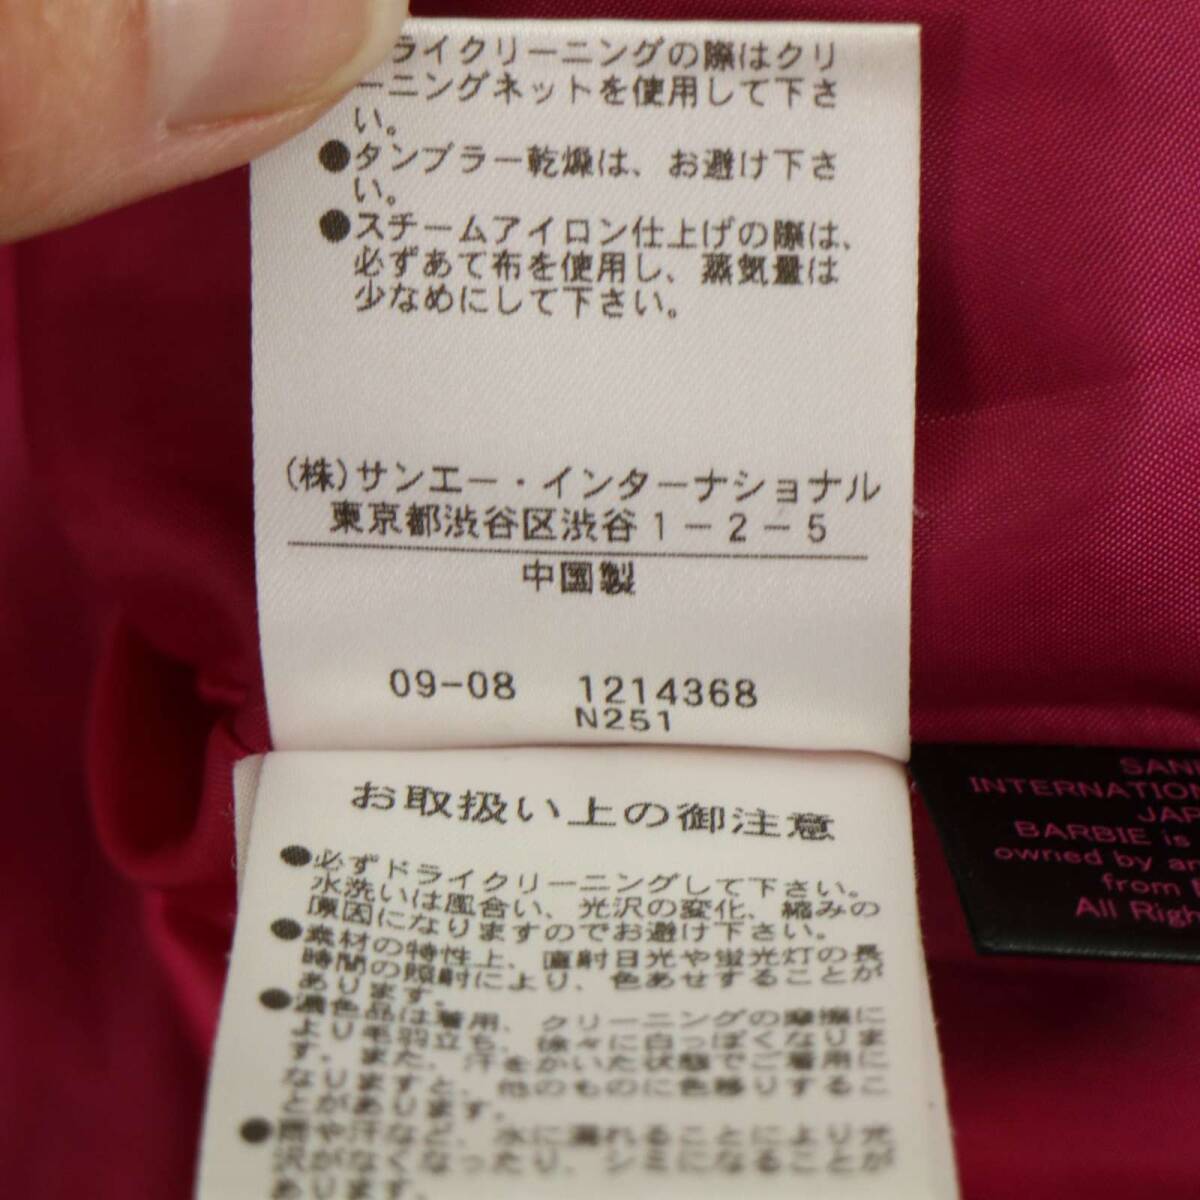 ライクリーニングの際はクリ
ーニングネットを使用して下さ
い。
●タンブラー乾燥は、お避け下さ
い。
●スチームアイロン仕上げの際は、
必ずあて布を使用し、蒸気量は
少なめにして下さい。
(株)サンエー・インターナショナル
東京都渋谷区渋谷1-2-5
中国製
09-08 1214368
N251
お取扱い上の御注意
●必ずドライクリーニングして下さい。
水洗いは風合い、光沢の変化、縮みの
原因になりますのでお避け下さい。
●素材の特性上、直射日光や蛍光灯の長
時間の照射により、色あせすることが
あります。
●濃色品は着用、クリーニングの摩擦に
より毛羽立ち、徐々に白っぽくなりま
す。また、汗をかいた状態でご着用に
なりますと、他のものに色移りするこ
とがあります。
●雨や汗など、水に濡れることにより光
沢がなくなったり、シミになることが
あります。
INTERNATION
JAP
BARBIE is
owned by
from
All Righ